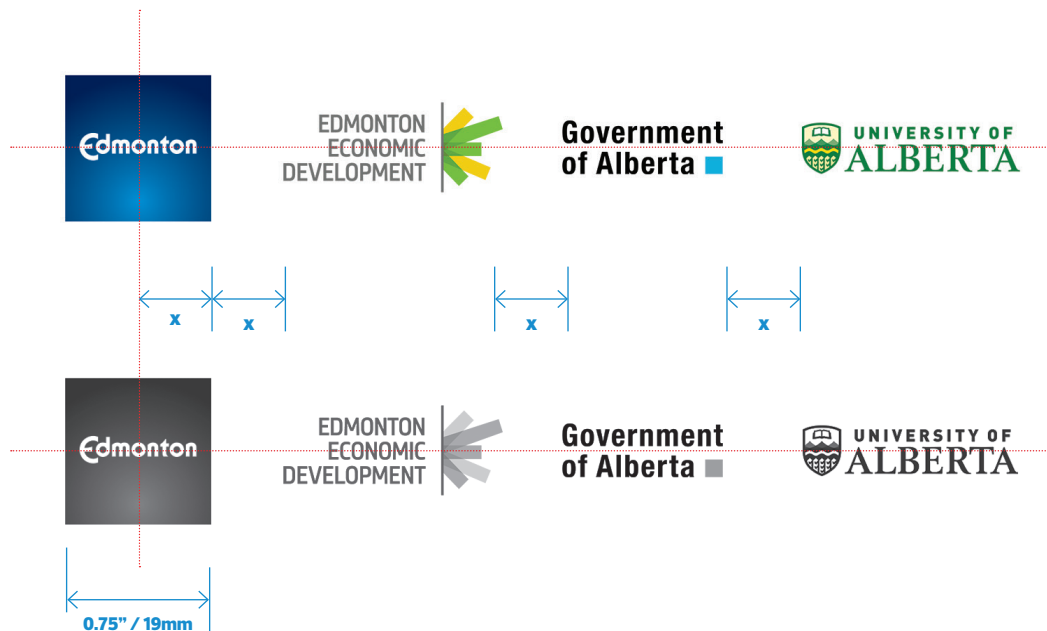 Edmonton
EDMONTON
ECONOMIC
DEVELOPMENT
Government
of Alberta
UNIVERSITY OF
ALBERTA
x
x
x
x
Edmonton
EDMONTON
ECONOMIC
DEVELOPMENT
Government
of Alberta
UNIVERSITY OF
ALBERTA
0.75” / 19mm